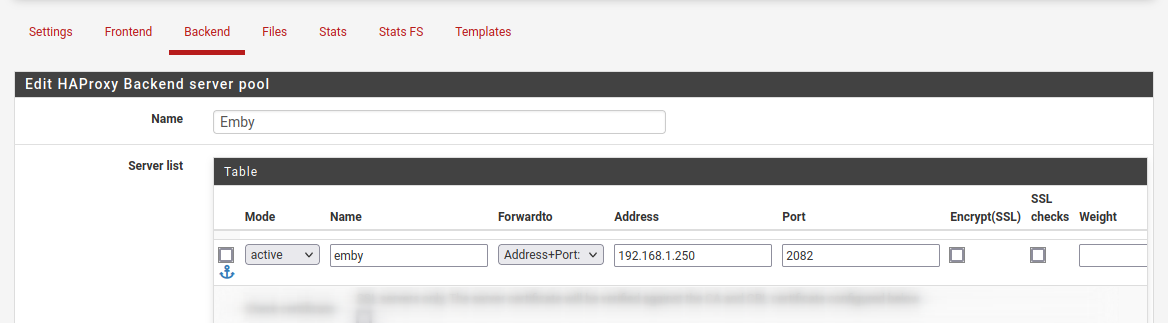 Settings Frontend Backend Files Stats Stats FS Templates
Edit HAProxy Backend server pool
Name Emby
Server list
Table
Mode Name Forwardto Address Port Encrypt(SSL) SSL checks Weight
active emby Address+Port: 192.168.1.250 2082